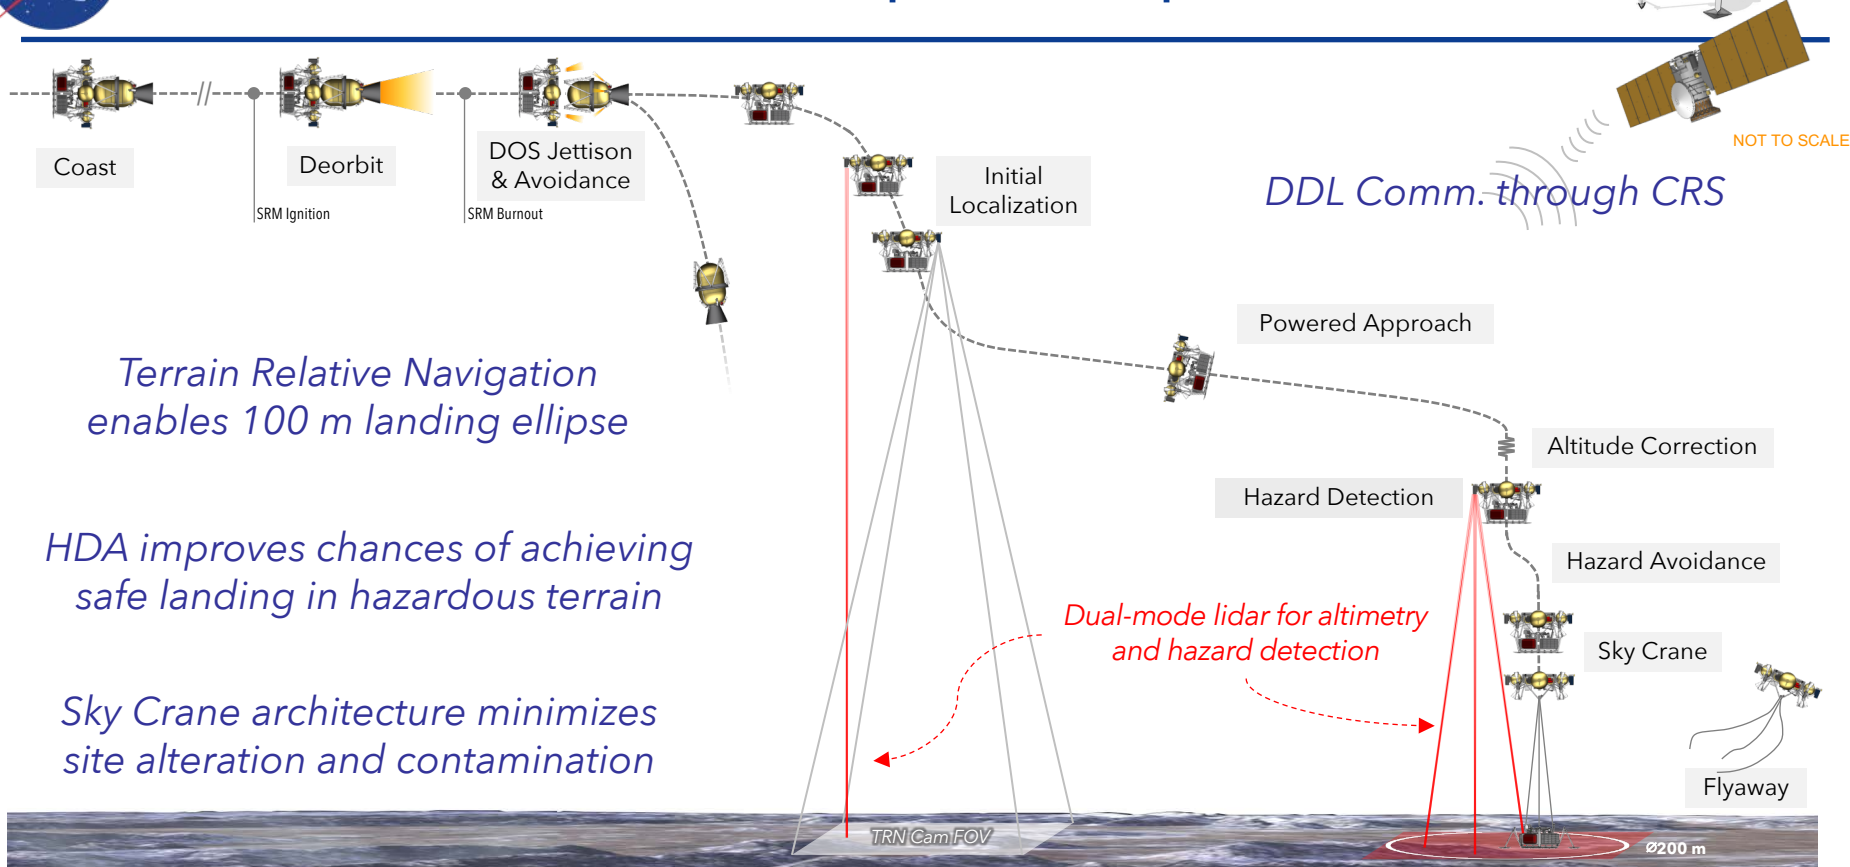 NOT TO SCALE
Coast
Deorbit
DOS Jettison
& Avoidance
SRM Ignition
SRM Burnout
Initial
Localization
DDL Comm. through CRS
Powered Approach
Terrain Relative Navigation
enables 100 m landing ellipse
Altitude Correction
Hazard Detection
HDA improves chances of achieving
safe landing in hazardous terrain
Hazard Avoidance
Dual-mode lidar for altimetry
and hazard detection
Sky Crane
Sky Crane architecture minimizes
site alteration and contamination
Flyaway
TRN Cam FOV
Ø200 m